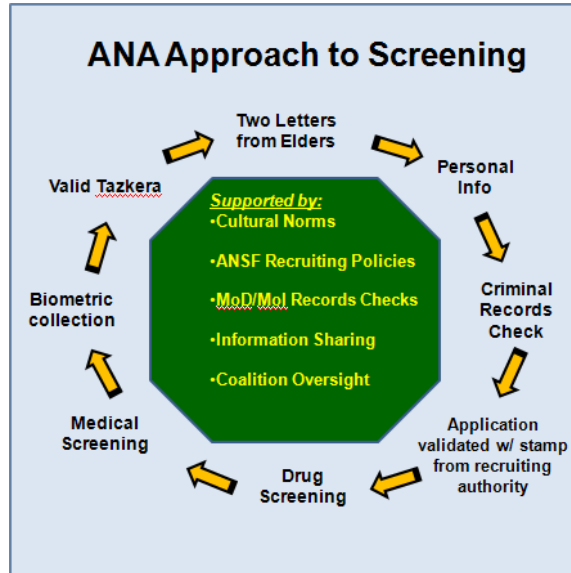 ANA Approach to Screening
Two Letters
from Elders
Personal
Info
Criminal
Records
Check
Application
validated w/ stamp
from recruiting
authority
Drug
Screening
Medical
Screening
Biometric
collection
Valid Tazkera
Supported by:
•Cultural Norms
•ANSF Recruiting Policies
•MoD/MoI Records Checks
•Information Sharing
•Coalition Oversight